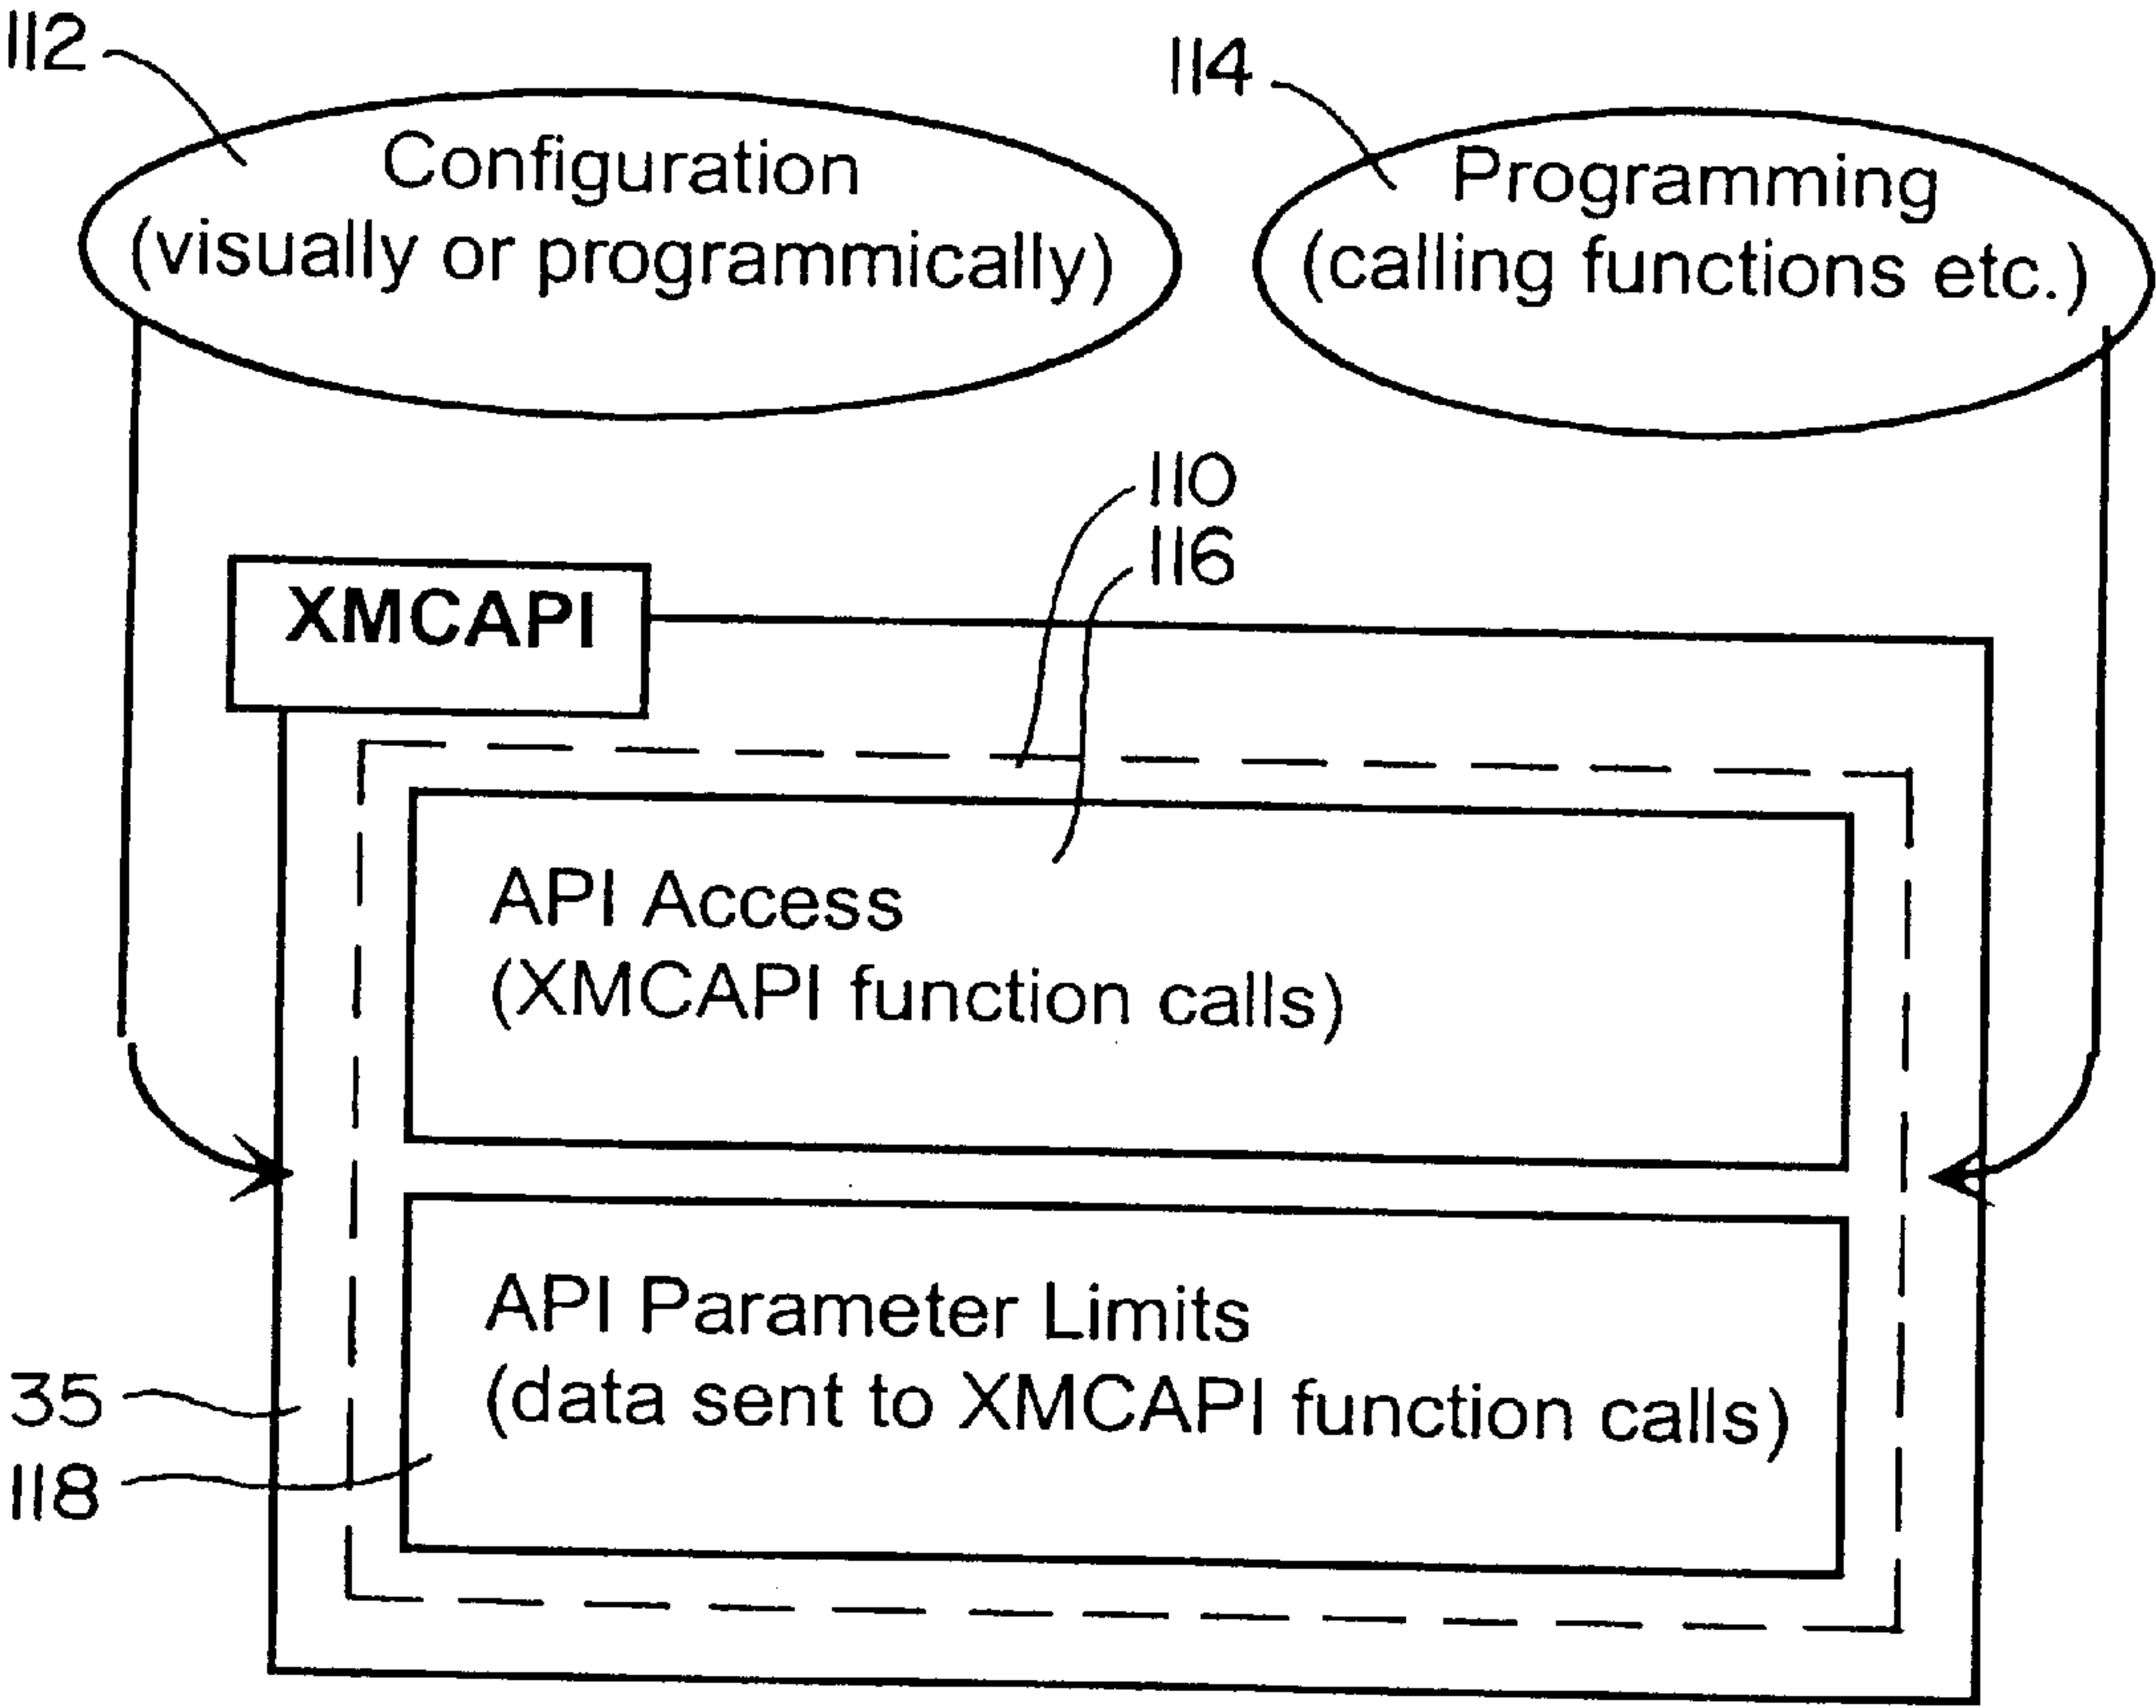 112
Configuration
(visually or programmically)
114
Programming
(calling functions etc.)
110
116
XMCAPI
API Access
(XMCAPI function calls)
API Parameter Limits
(data sent to XMCAPI function calls)
35
118